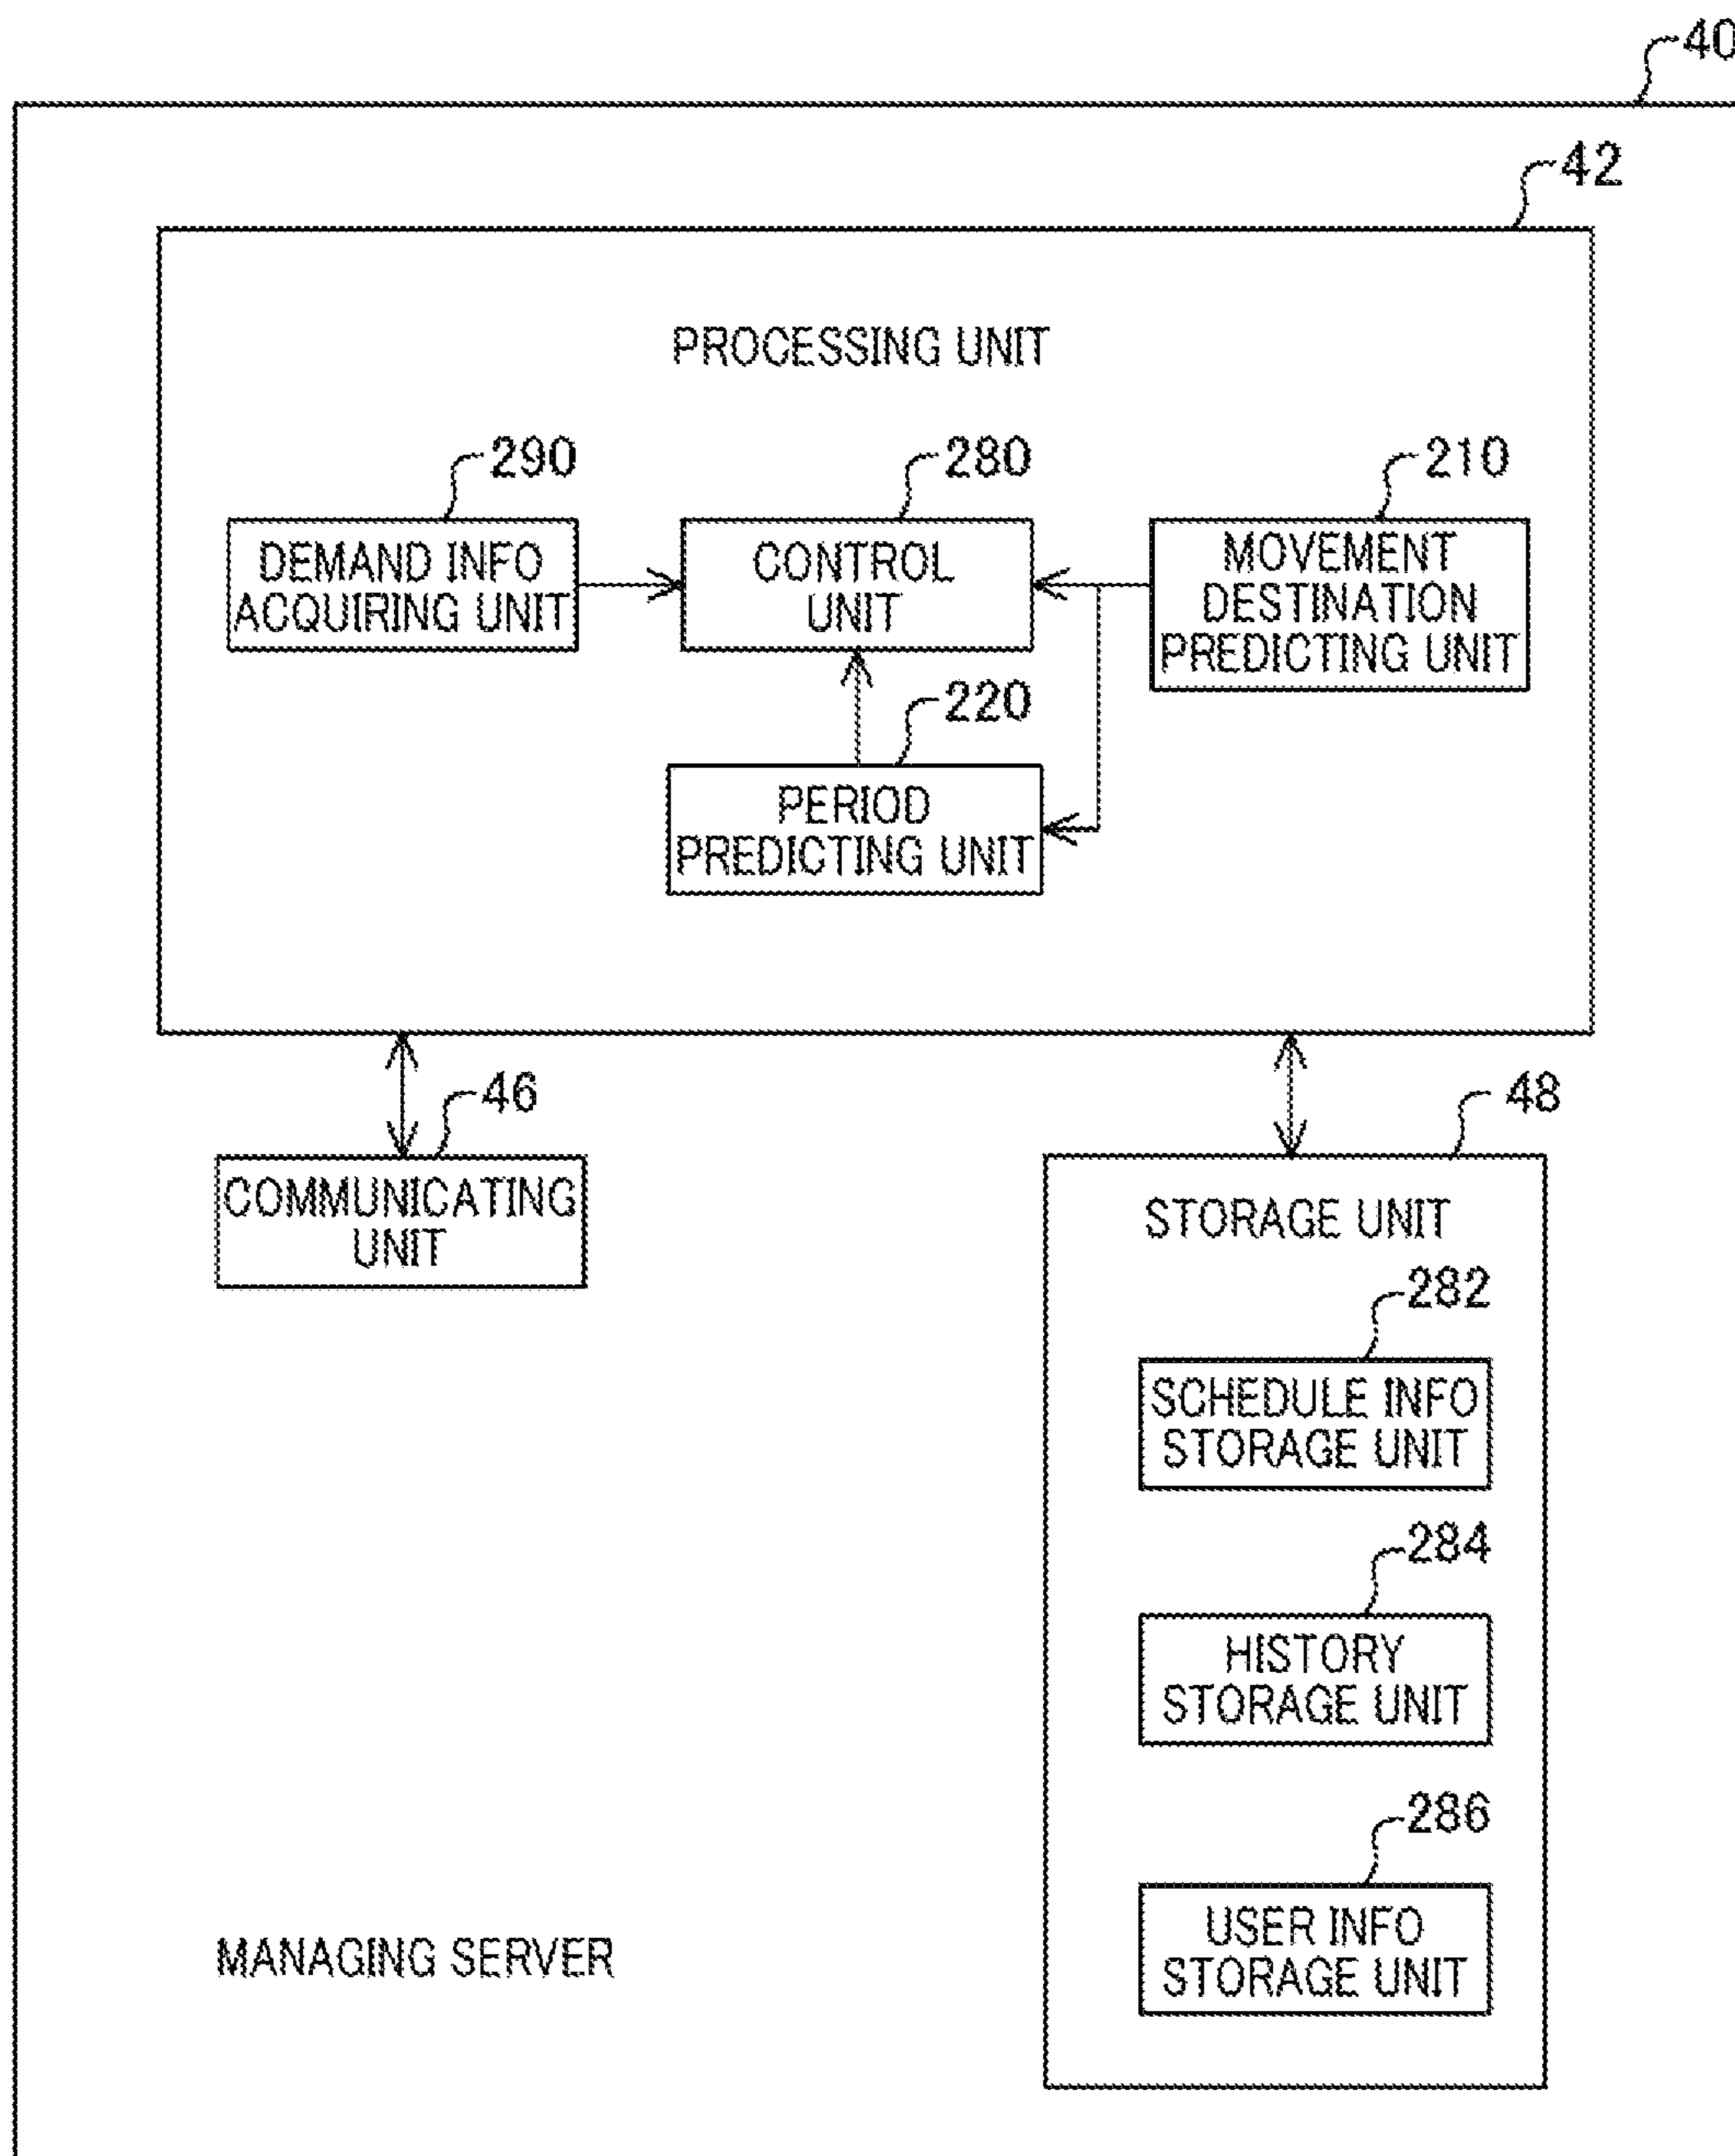 40
42
PROCESSING UNIT
290
280
210
DEMAND INFO
ACQUIRING UNIT
CONTROL
UNIT
MOVEMENT
DESTINATION
PREDICTING UNIT
220
PERIOD
PREDICTING UNIT
46
48
COMMUNICATING
UNIT
STORAGE UNIT
282
SCHEDULE INFO
STORAGE UNIT
284
HISTORY
STORAGE UNIT
286
USER INFO
STORAGE UNIT
MANAGING SERVER